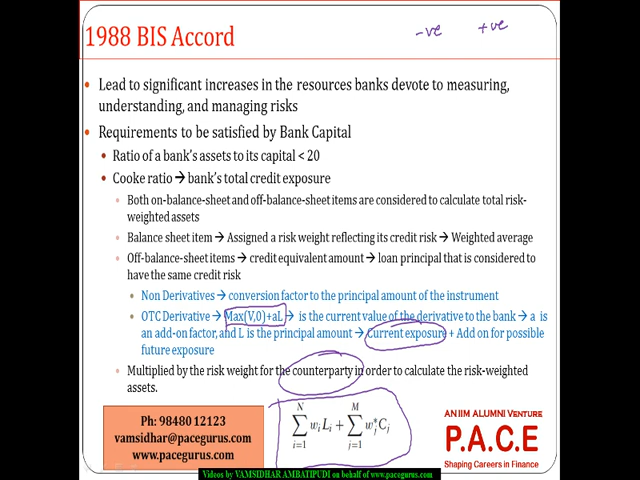 1988 BIS Accord
-ve +ve
• Lead to significant increases in the resources banks devote to measuring,
understanding, and managing risks
• Requirements to be satisfied by Bank Capital
• Ratio of a bank's assets to its capital < 20
• Cooke ratio → bank's total credit exposure
• Both on-balance-sheet and off-balance-sheet items are considered to calculate total risk-
weighted assets
• Balance sheet item → Assigned a risk weight reflecting its credit risk → Weighted average
• Off-balance-sheet items → credit equivalent amount → loan principal that is considered to
have the same credit risk
Non Derivatives → conversion factor to the principal amount of the instrument
OTC Derivative → Max(V,0)+aL → is the current value of the derivative to the bank → a is
an add-on factor, and L is the principal amount → Current exposure + Add on for possible
future exposure
• Multiplied by the risk weight for the counterparty in order to calculate the risk-weighted
assets.
Ph: 98480 12123
vamsidhar@pacegurus.com
www.pacegurus.com
∑_{i=1}^{N} w_i L_i + ∑_{j=1}^{M} w_j^* C_j
AN IIM ALUMNI VENTURE
P.A.C.E
Shaping Careers in Finance
Videos by VAMSIDHAR AMBATIPUDI on behalf of www.pacegurus.com